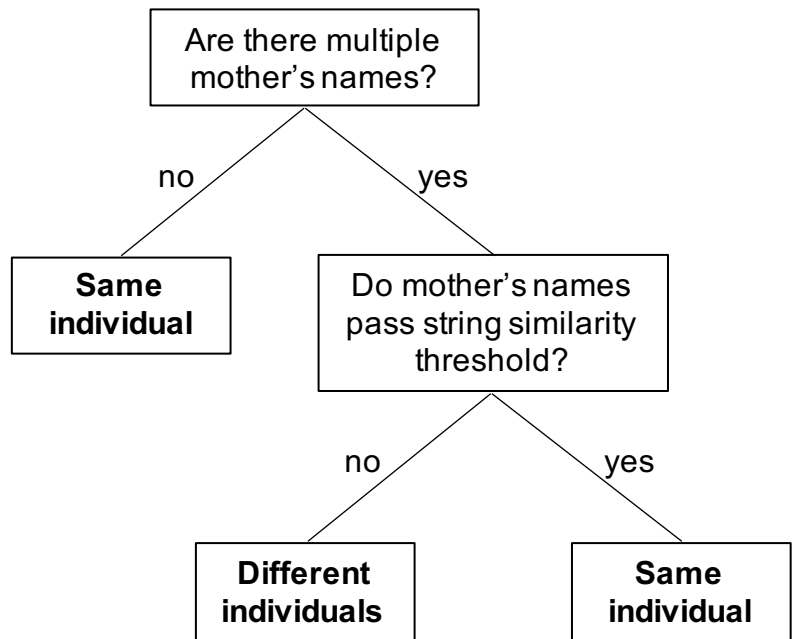 Are there multiple
mother's names?
no
yes
Same
individual
Do mother's names
pass string similarity
threshold?
no
yes
Different
individuals
Same
individual